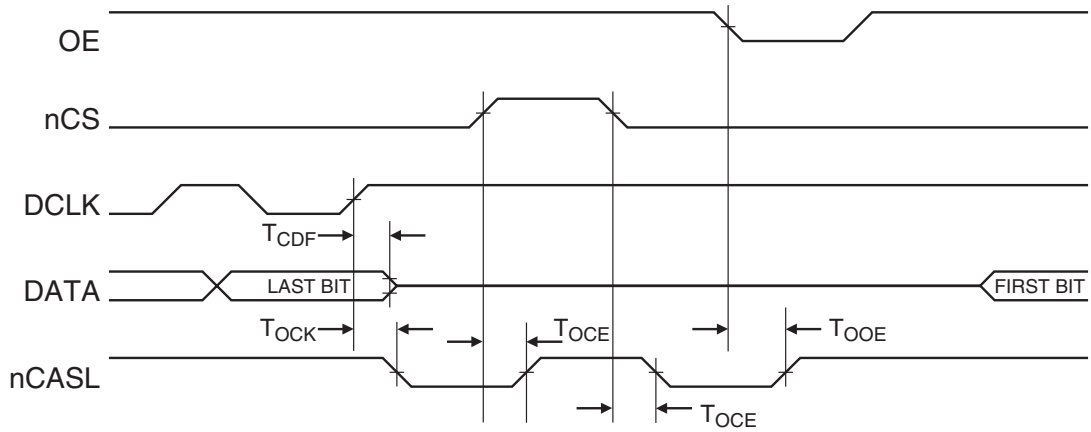 OE
nCS
DCLK
TCDF
DATA
LAST BIT
FIRST BIT
TOCK
TOCE
TOOE
nCASL
TOCE